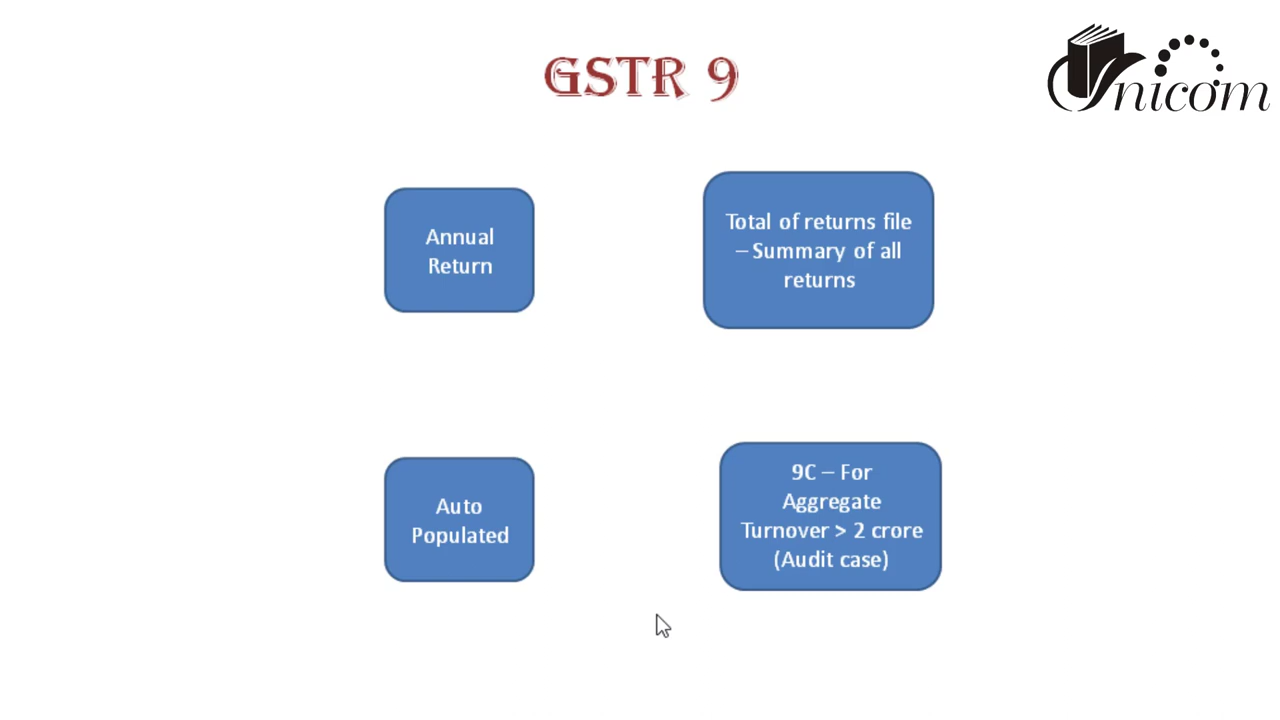 GSTR 9
Unicom
Annual
Return
Total of returns file
– Summary of all
returns
Auto
Populated
9C – For
Aggregate
Turnover > 2 crore
(Audit case)